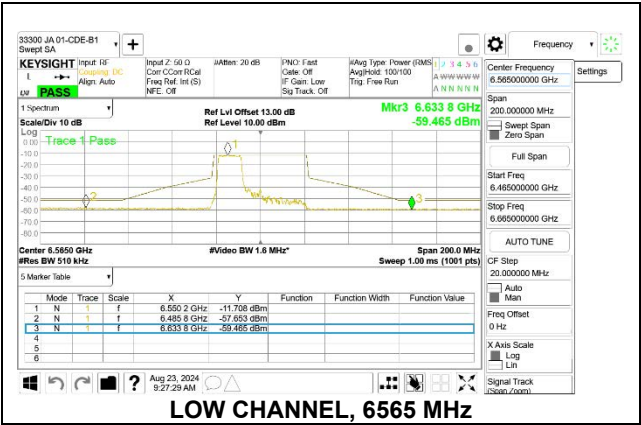 33300 JA 01-CDE-B1
Swept SA
Frequency
KEYSIGHT Input: RF
Coupling: DC
Align: Auto
Input Z: 50 Ω
Corr CCorr RCal
Freq Ref: Int (S)
NFE: Off
#Atten: 20 dB
PNO: Fast
Gate: Off
IF Gain: Low
Sig Track: Off
#Avg Type: Power (RMS)
Avg|Hold: 100/100
Trig: Free Run
1 2 3 4 5 6
A W W W W W
A N N N N N
L
PASS
Center Frequency
6.565000000 GHz
Settings
Span
200.000000 MHz
Swept Span
Zero Span
Full Span
Start Freq
6.465000000 GHz
Stop Freq
6.665000000 GHz
AUTO TUNE
CF Step
20.000000 MHz
Auto
Man
Freq Offset
0 Hz
X Axis Scale
Log
Lin
Signal Track
(Span Zoom)
1 Spectrum
Scale/Div 10 dB
Ref Lvl Offset 13.00 dB
Ref Level 10.00 dBm
Mkr3 6.633 8 GHz
-59.465 dBm
Log
Trace 1 Pass
0.00
-10.0
-20.0
-30.0
-40.0
-50.0
-60.0
-70.0
-80.0
1
2
3
Center 6.5650 GHz
#Video BW 1.6 MHz*
Span 200.0 MHz
#Res BW 510 kHz
Sweep 1.00 ms (1001 pts)
5 Marker Table
Mode Trace Scale X Y Function Function Width Function Value
1 N 1 f 6.550 2 GHz -11.708 dBm
2 N 1 f 6.485 8 GHz -57.653 dBm
3 N 1 f 6.633 8 GHz -59.465 dBm
4
5
6
Aug 23, 2024
9:27:29 AM
LOW CHANNEL, 6565 MHz